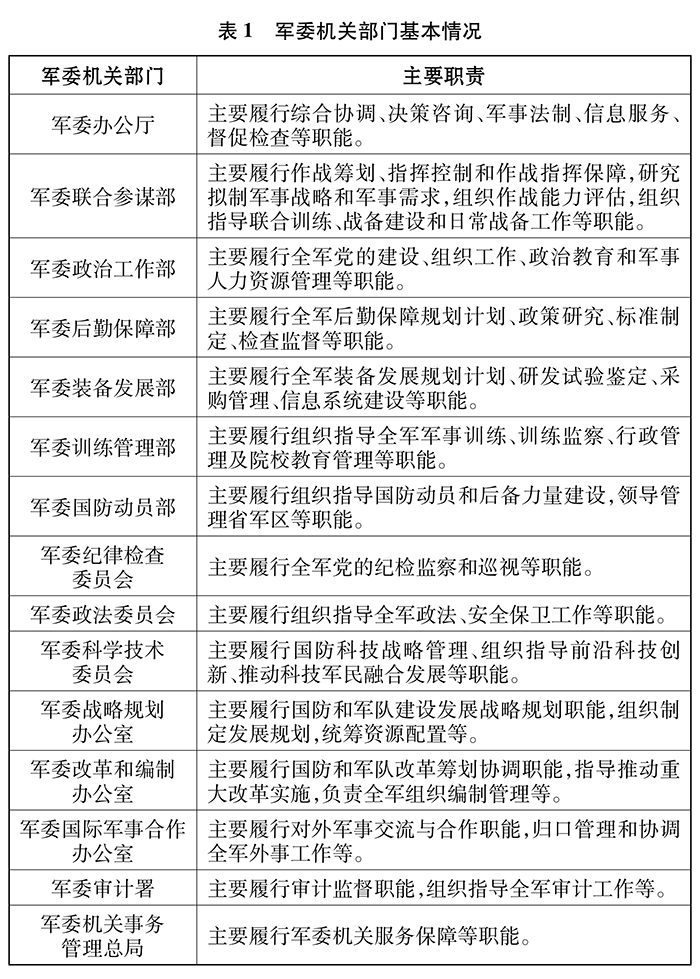 表1 军委机关部门基本情况
军委机关部门 主要职责
军委办公厅
主要履行综合协调、决策咨询、军事法制、信息服务、
督促检查等职能。
军委联合参谋部
主要履行作战筹划、指挥控制和作战指挥保障,研究
拟制军事战略和军事需求,组织作战能力评估,组织
指导联合训练、战备建设和日常战备工作等职能。
军委政治工作部
主要履行全军党的建设、组织工作、政治教育和军事
人力资源管理等职能。
军委后勤保障部
主要履行全军后勤保障规划计划、政策研究、标准制
定、检查监督等职能。
军委装备发展部
主要履行全军装备发展规划计划、研发试验鉴定、采
购管理、信息系统建设等职能。
军委训练管理部
主要履行组织指导全军军事训练、训练监察、行政管
理及院校教育管理等职能。
军委国防动员部
主要履行组织指导国防动员和后备力量建设,领导管
理省军区等职能。
军委纪律检查
委员会
主要履行全军党的纪检监察和巡视等职能。
军委政法委员会
主要履行组织指导全军政法、安全保卫工作等职能。
军委科学技术
委员会
主要履行国防科技战略管理、组织指导前沿科技创
新、推动科技军民融合发展等职能。
军委战略规划
办公室
主要履行国防和军队建设发展战略规划职能,组织制
定发展规划,统筹资源配置等。
军委改革和编制
办公室
主要履行国防和军队改革筹划协调职能,指导推动重
大改革实施,负责全军组织编制管理等。
军委国际军事合作
办公室
主要履行对外军事交流与合作职能,归口管理和协调
全军外事工作等。
军委审计署
主要履行审计监督职能,组织指导全军审计工作等。
军委机关事务
管理总局
主要履行军委机关服务保障等职能。